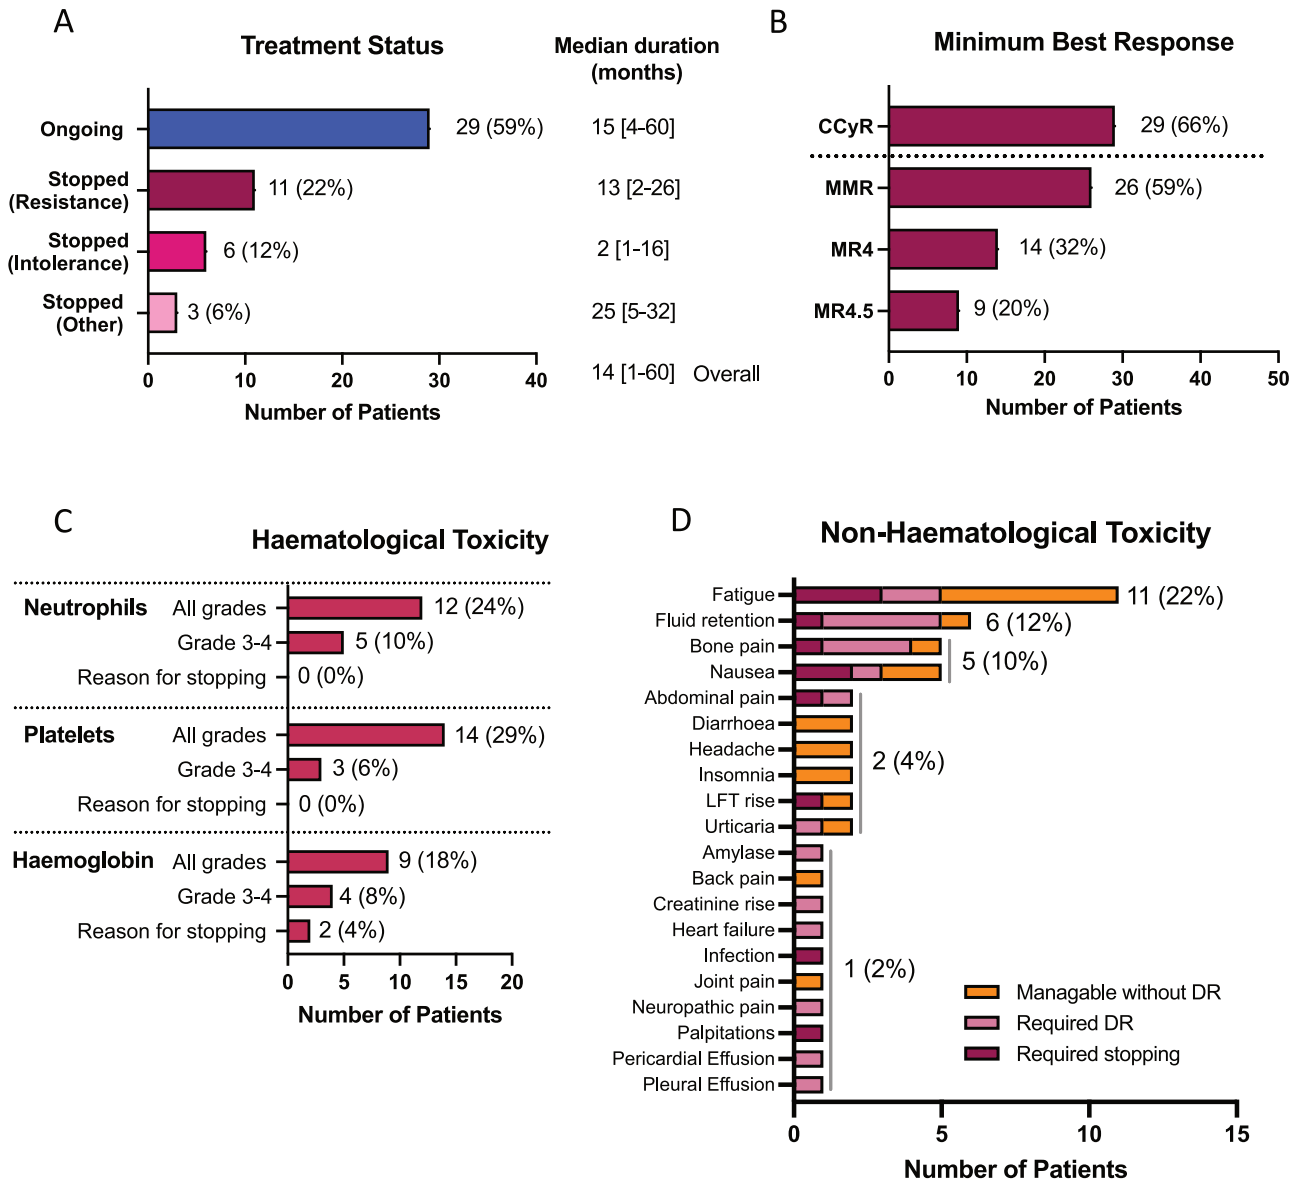 A
Treatment Status
Median duration
(months)
Ongoing
29 (59%)
15 [4-60]
Stopped
(Resistance)
11 (22%)
13 [2-26]
Stopped
(Intolerance)
6 (12%)
2 [1-16]
Stopped
(Other)
3 (6%)
25 [5-32]
14 [1-60] Overall
0 10 20 30 40
Number of Patients
B
Minimum Best Response
CCyR
29 (66%)
MMR
26 (59%)
MR4
14 (32%)
MR4.5
9 (20%)
0 10 20 30 40 50
Number of Patients
C
Haematological Toxicity
Neutrophils All grades 12 (24%)
Grade 3-4 5 (10%)
Reason for stopping 0 (0%)
Platelets All grades 14 (29%)
Grade 3-4 3 (6%)
Reason for stopping 0 (0%)
Haemoglobin All grades 9 (18%)
Grade 3-4 4 (8%)
Reason for stopping 2 (4%)
0 5 10 15 20
Number of Patients
D
Non-Haematological Toxicity
Fatigue 11 (22%)
Fluid retention 6 (12%)
Bone pain
5 (10%)
Nausea
Abdominal pain
Diarrhoea
Headache
2 (4%)
Insomnia
LFT rise
Urticaria
Amylase
Back pain
Creatinine rise
Heart failure
Infection
1 (2%)
Joint pain
Neuropathic pain
Palpitations
Pericardial Effusion
Pleural Effusion
Managable without DR
Required DR
Required stopping
0 5 10 15
Number of Patients